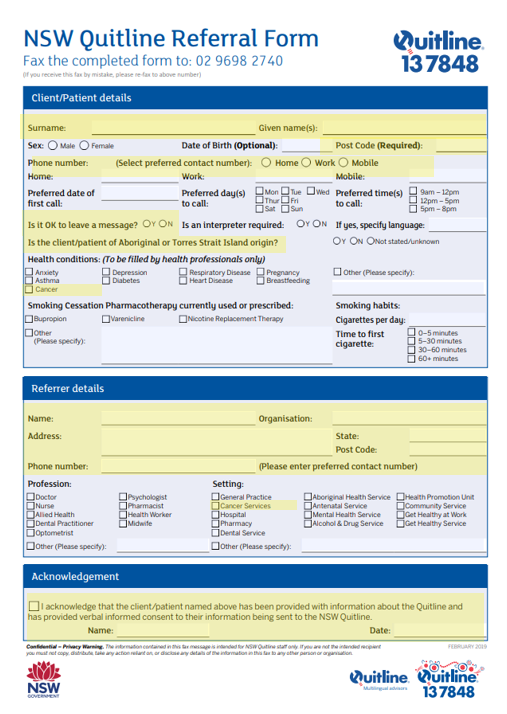 NSW Quitline Referral Form
Fax the completed form to: 02 9698 2740
(If you receive this fax by mistake, please re-fax to above number)
Quitline
13 7848
Client/Patient details
Surname: Given name(s):
Sex: Male Female Date of Birth (Optional): Post Code (Required):
Phone number: (Select preferred contact number): Home Work Mobile
Home: Work: Mobile:
Preferred date of first call: Preferred day(s) to call: Mon Tue Wed Thur Fri Sat Sun Preferred time(s) to call: 9am – 12pm 12pm – 5pm 5pm – 8pm
Is it OK to leave a message? Y N Is an interpreter required: Y N If yes, specify language:
Is the client/patient of Aboriginal or Torres Strait Island origin? Y N Not stated/unknown
Health conditions: (To be filled by health professionals only)
Anxiety Depression Respiratory Disease Pregnancy Other (Please specify):
Asthma Diabetes Heart Disease Breastfeeding
Cancer
Smoking Cessation Pharmacotherapy currently used or prescribed: Smoking habits:
Bupropion Varenicline Nicotine Replacement Therapy Cigarettes per day:
Other (Please specify): Time to first cigarette: 0–5 minutes
5–30 minutes
30–60 minutes
60+ minutes
Referrer details
Name: Organisation:
Address: State:
Post Code:
Phone number: (Please enter preferred contact number)
Profession: Setting:
Doctor Psychologist General Practice Aboriginal Health Service Health Promotion Unit
Nurse Pharmacist Cancer Services Antenatal Service Community Service
Allied Health Health Worker Hospital Mental Health Service Get Healthy at Work
Dental Practitioner Midwife Pharmacy Alcohol & Drug Service Get Healthy Service
Optometrist Dental Service
Other (Please specify): Other (Please specify):
Acknowledgement
I acknowledge that the client/patient named above has been provided with information about the Quitline and
has provided verbal informed consent to their information being sent to the NSW Quitline.
Name: Date:
Confidential – Privacy Warning. The information contained in this fax message is intended for NSW Quitline staff only. If you are not the intended recipient
you must not copy, distribute, take any action reliant on, or disclose any details of the information in this fax to any other person or organisation.
FEBRUARY 2019
NSW
GOVERNMENT
Quitline
Multilingual advisors
Quitline
13 7848